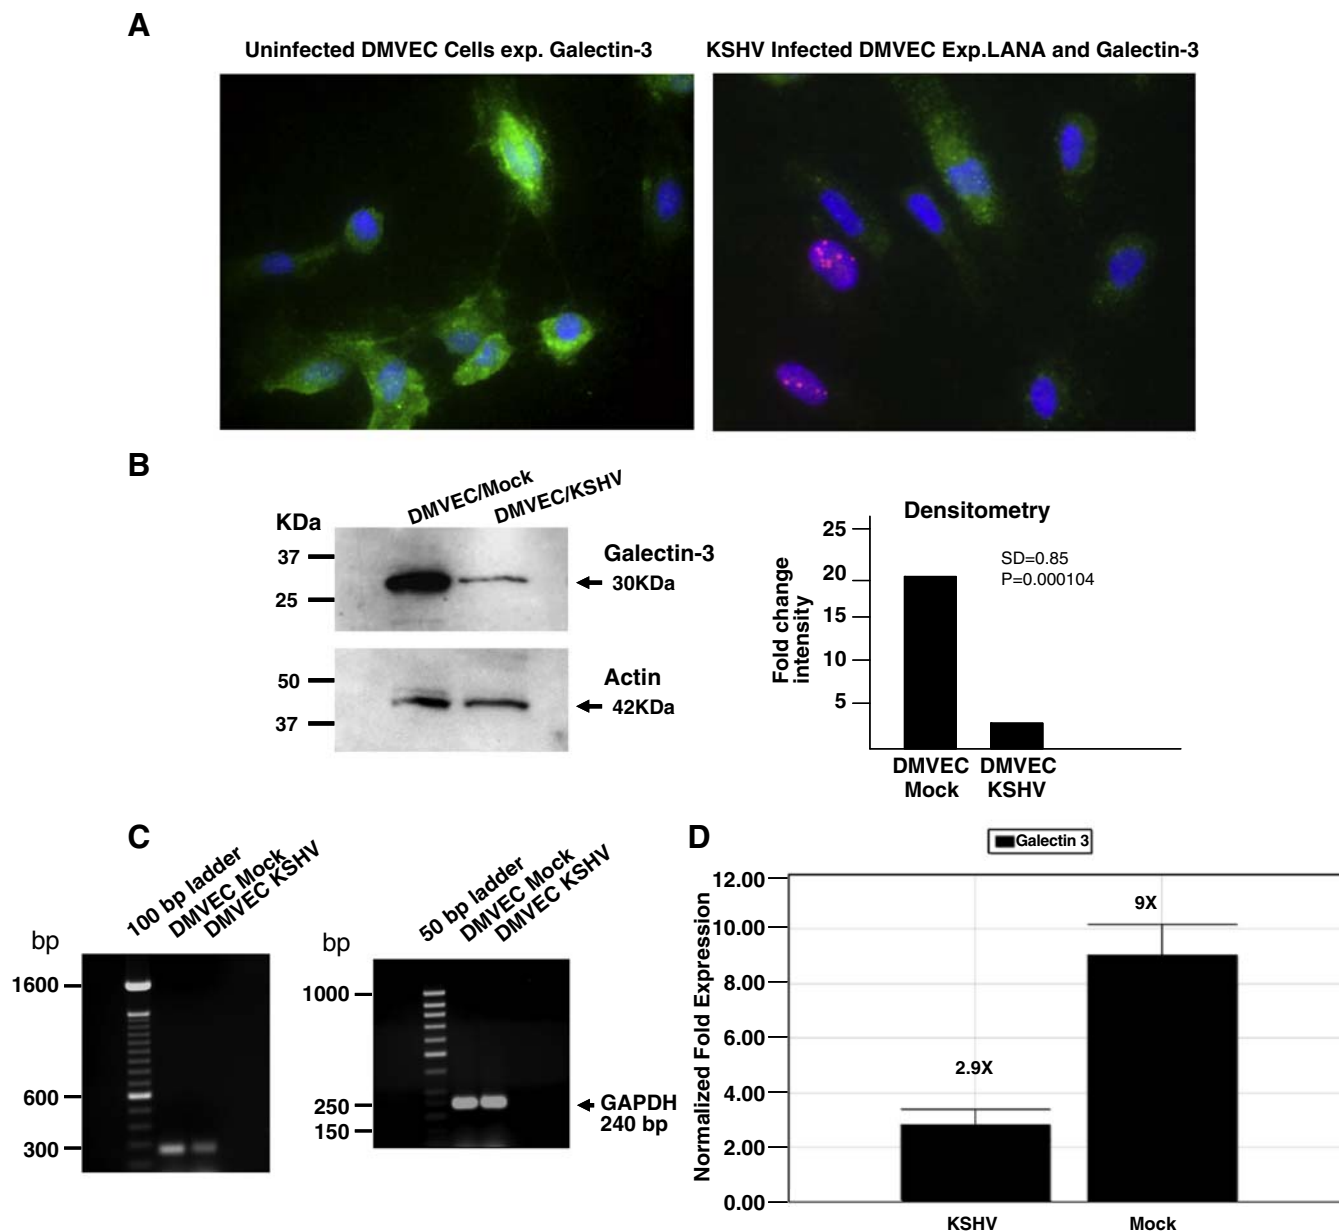 A
Uninfected DMVEC Cells exp. Galectin-3
KSHV Infected DMVEC Exp.LANA and Galectin-3
B
KDa
DMVEC/Mock
DMVEC/KSHV
37
25
Galectin-3
30KDa
50
37
Actin
42KDa
Densitometry
Fold change
intensity
25
20
15
10
5
SD=0.85
P=0.000104
DMVEC
Mock
DMVEC
KSHV
C
bp
100 bp ladder
DMVEC Mock
DMVEC KSHV
1600
600
300
bp
50 bp ladder
DMVEC Mock
DMVEC KSHV
1000
250
150
GAPDH
240 bp
D
Galectin 3
Normalized Fold Expression
12.00
10.00
8.00
6.00
4.00
2.00
0.00
2.9X
9X
KSHV
Mock